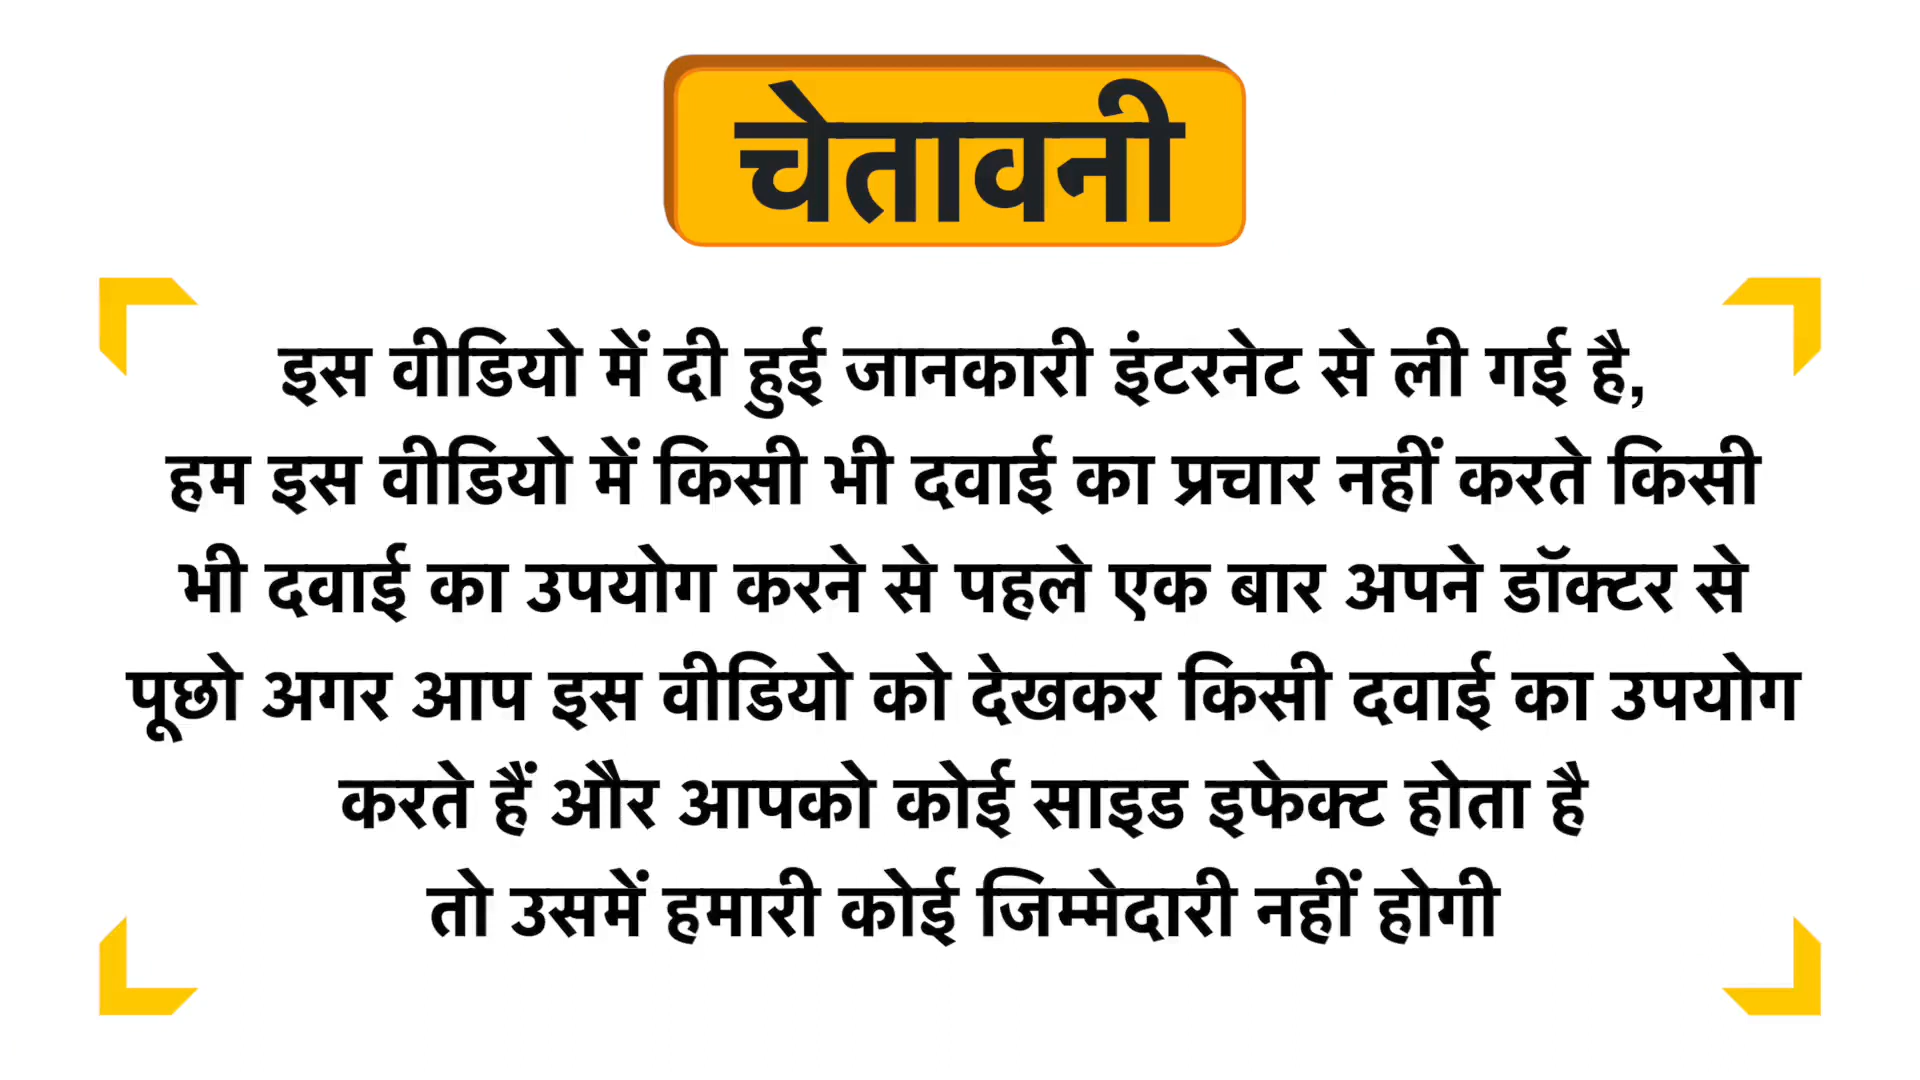 चेतावनी
इस वीडियो में दी हुई जानकारी इंटरनेट से ली गई है,
हम इस वीडियो में किसी भी दवाई का प्रचार नहीं करते किसी
भी दवाई का उपयोग करने से पहले एक बार अपने डॉक्टर से
पूछो अगर आप इस वीडियो को देखकर किसी दवाई का उपयोग
करते हैं और आपको कोई साइड इफेक्ट होता है
तो उसमें हमारी कोई जिम्मेदारी नहीं होगी